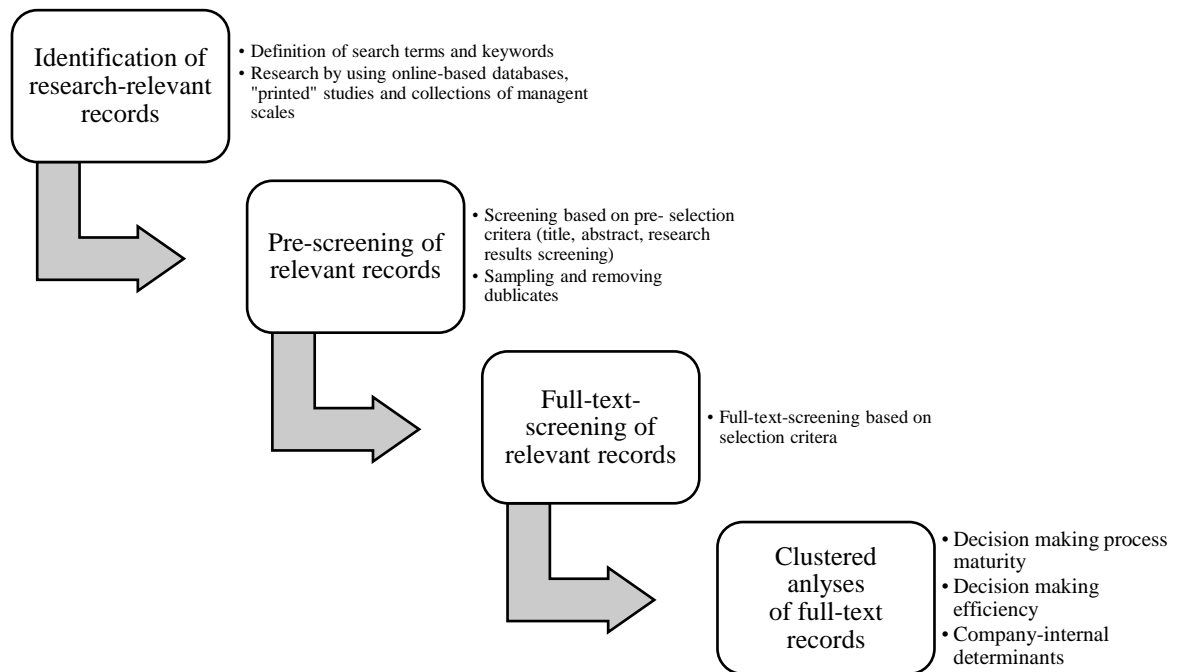 Identification of
research-relevant
records
• Definition of search terms and keywords
• Research by using online-based databases,
"printed" studies and collections of managent
scales
Pre-screening of
relevant records
• Screening based on pre- selection
critera (title, abstract, research
results screening)
• Sampling and removing
dublicates
Full-text-
screening of
relevant records
• Full-text-screening based on
selection critera
Clustered
anlyses
of full-text
records
• Decision making process
maturity
• Decision making
efficiency
• Company-internal
determinants